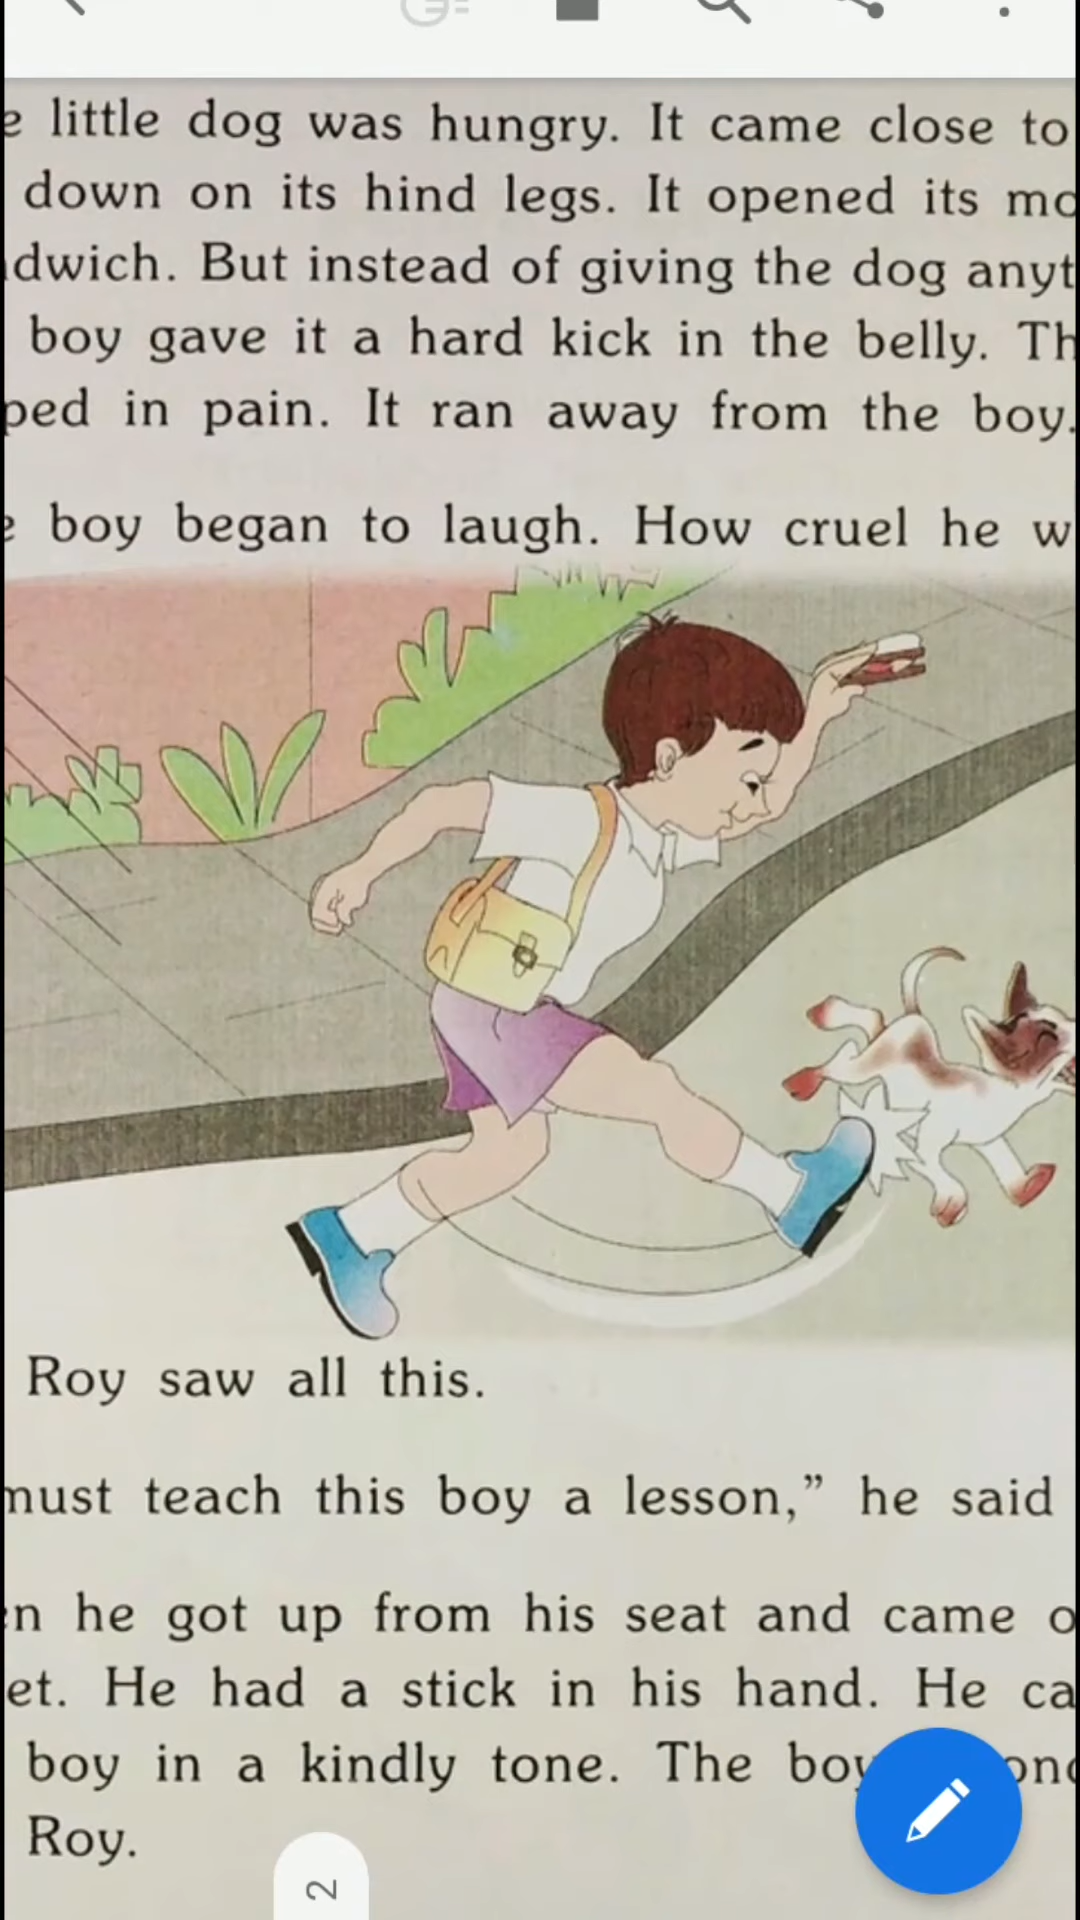 e little dog was hungry. It came close to
down on its hind legs. It opened its mo
dwich. But instead of giving the dog anyt
boy gave it a hard kick in the belly. Th
ped in pain. It ran away from the boy.
e boy began to laugh. How cruel he w
Roy saw all this.
must teach this boy a lesson,” he said
n he got up from his seat and came o
et. He had a stick in his hand. He ca
boy in a kindly tone. The boy
Roy.
2